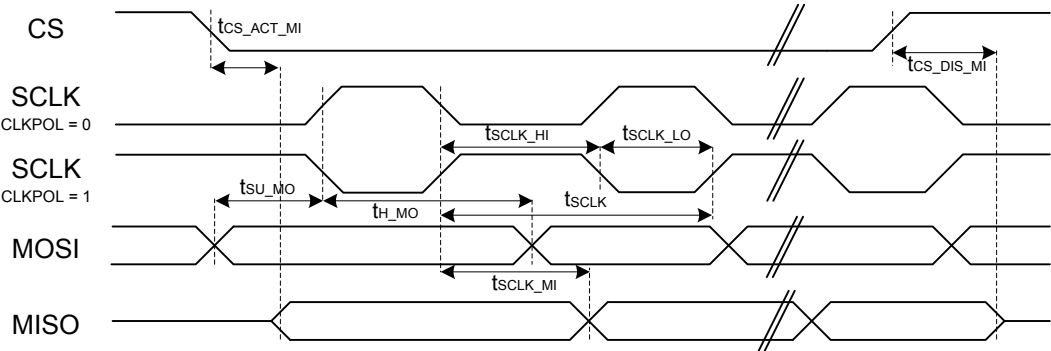 CS
tCS_ACT_MI
tCS_DIS_MI
SCLK
CLKPOL = 0
tSCLK_HI
tSCLK_LO
SCLK
CLKPOL = 1
tSU_MO
tH_MO
tSCLK
MOSI
tSCLK_MI
MISO